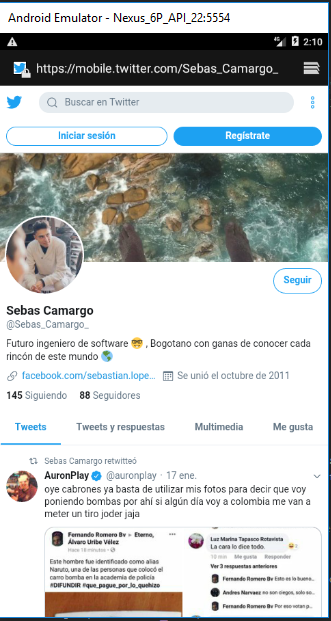 Android Emulator - Nexus_6P_API_22:5554
4G 2:10
https://mobile.twitter.com/Sebas_Camargo_
Buscar en Twitter
Iniciar sesión Regístrate
Seguir
Sebas Camargo
@Sebas_Camargo_
Futuro ingeniero de software 🤓 , Bogotano con ganas de conocer cada
rincón de este mundo 🌎
facebook.com/sebastian.lope… Se unió el octubre de 2011
145 Siguiendo 88 Seguidores
Tweets Tweets y respuestas Multimedia Me gusta
Sebas Camargo retwitteó
AuronPlay @auronplay · 17 ene.
oye cabrones ya basta de utilizar mis fotos para decir que voy
poniendo bombas por ahí si algún día voy a colombia me van a
meter un tiro joder jaja
Fernando Romero Bv ▸ Eterno,
Álvaro Uribe Vélez
Hace 18 minutos
Este hombre fue identificado como alias
Naruto, una de las personas que colocó el
carro bomba en la academia de policía
#DIFUNDIR #que_pague_por_lo_quehizo
Luz Marina Tapasco Rotavista
La cara lo dice todo.
10 min Me gusta Responder
Ver 3 respuestas anteriores
Fernando Romero Bv Esto es lo
Andres Narvaez no son ciegos, solo
Fernando Romero Bv Por eso votan